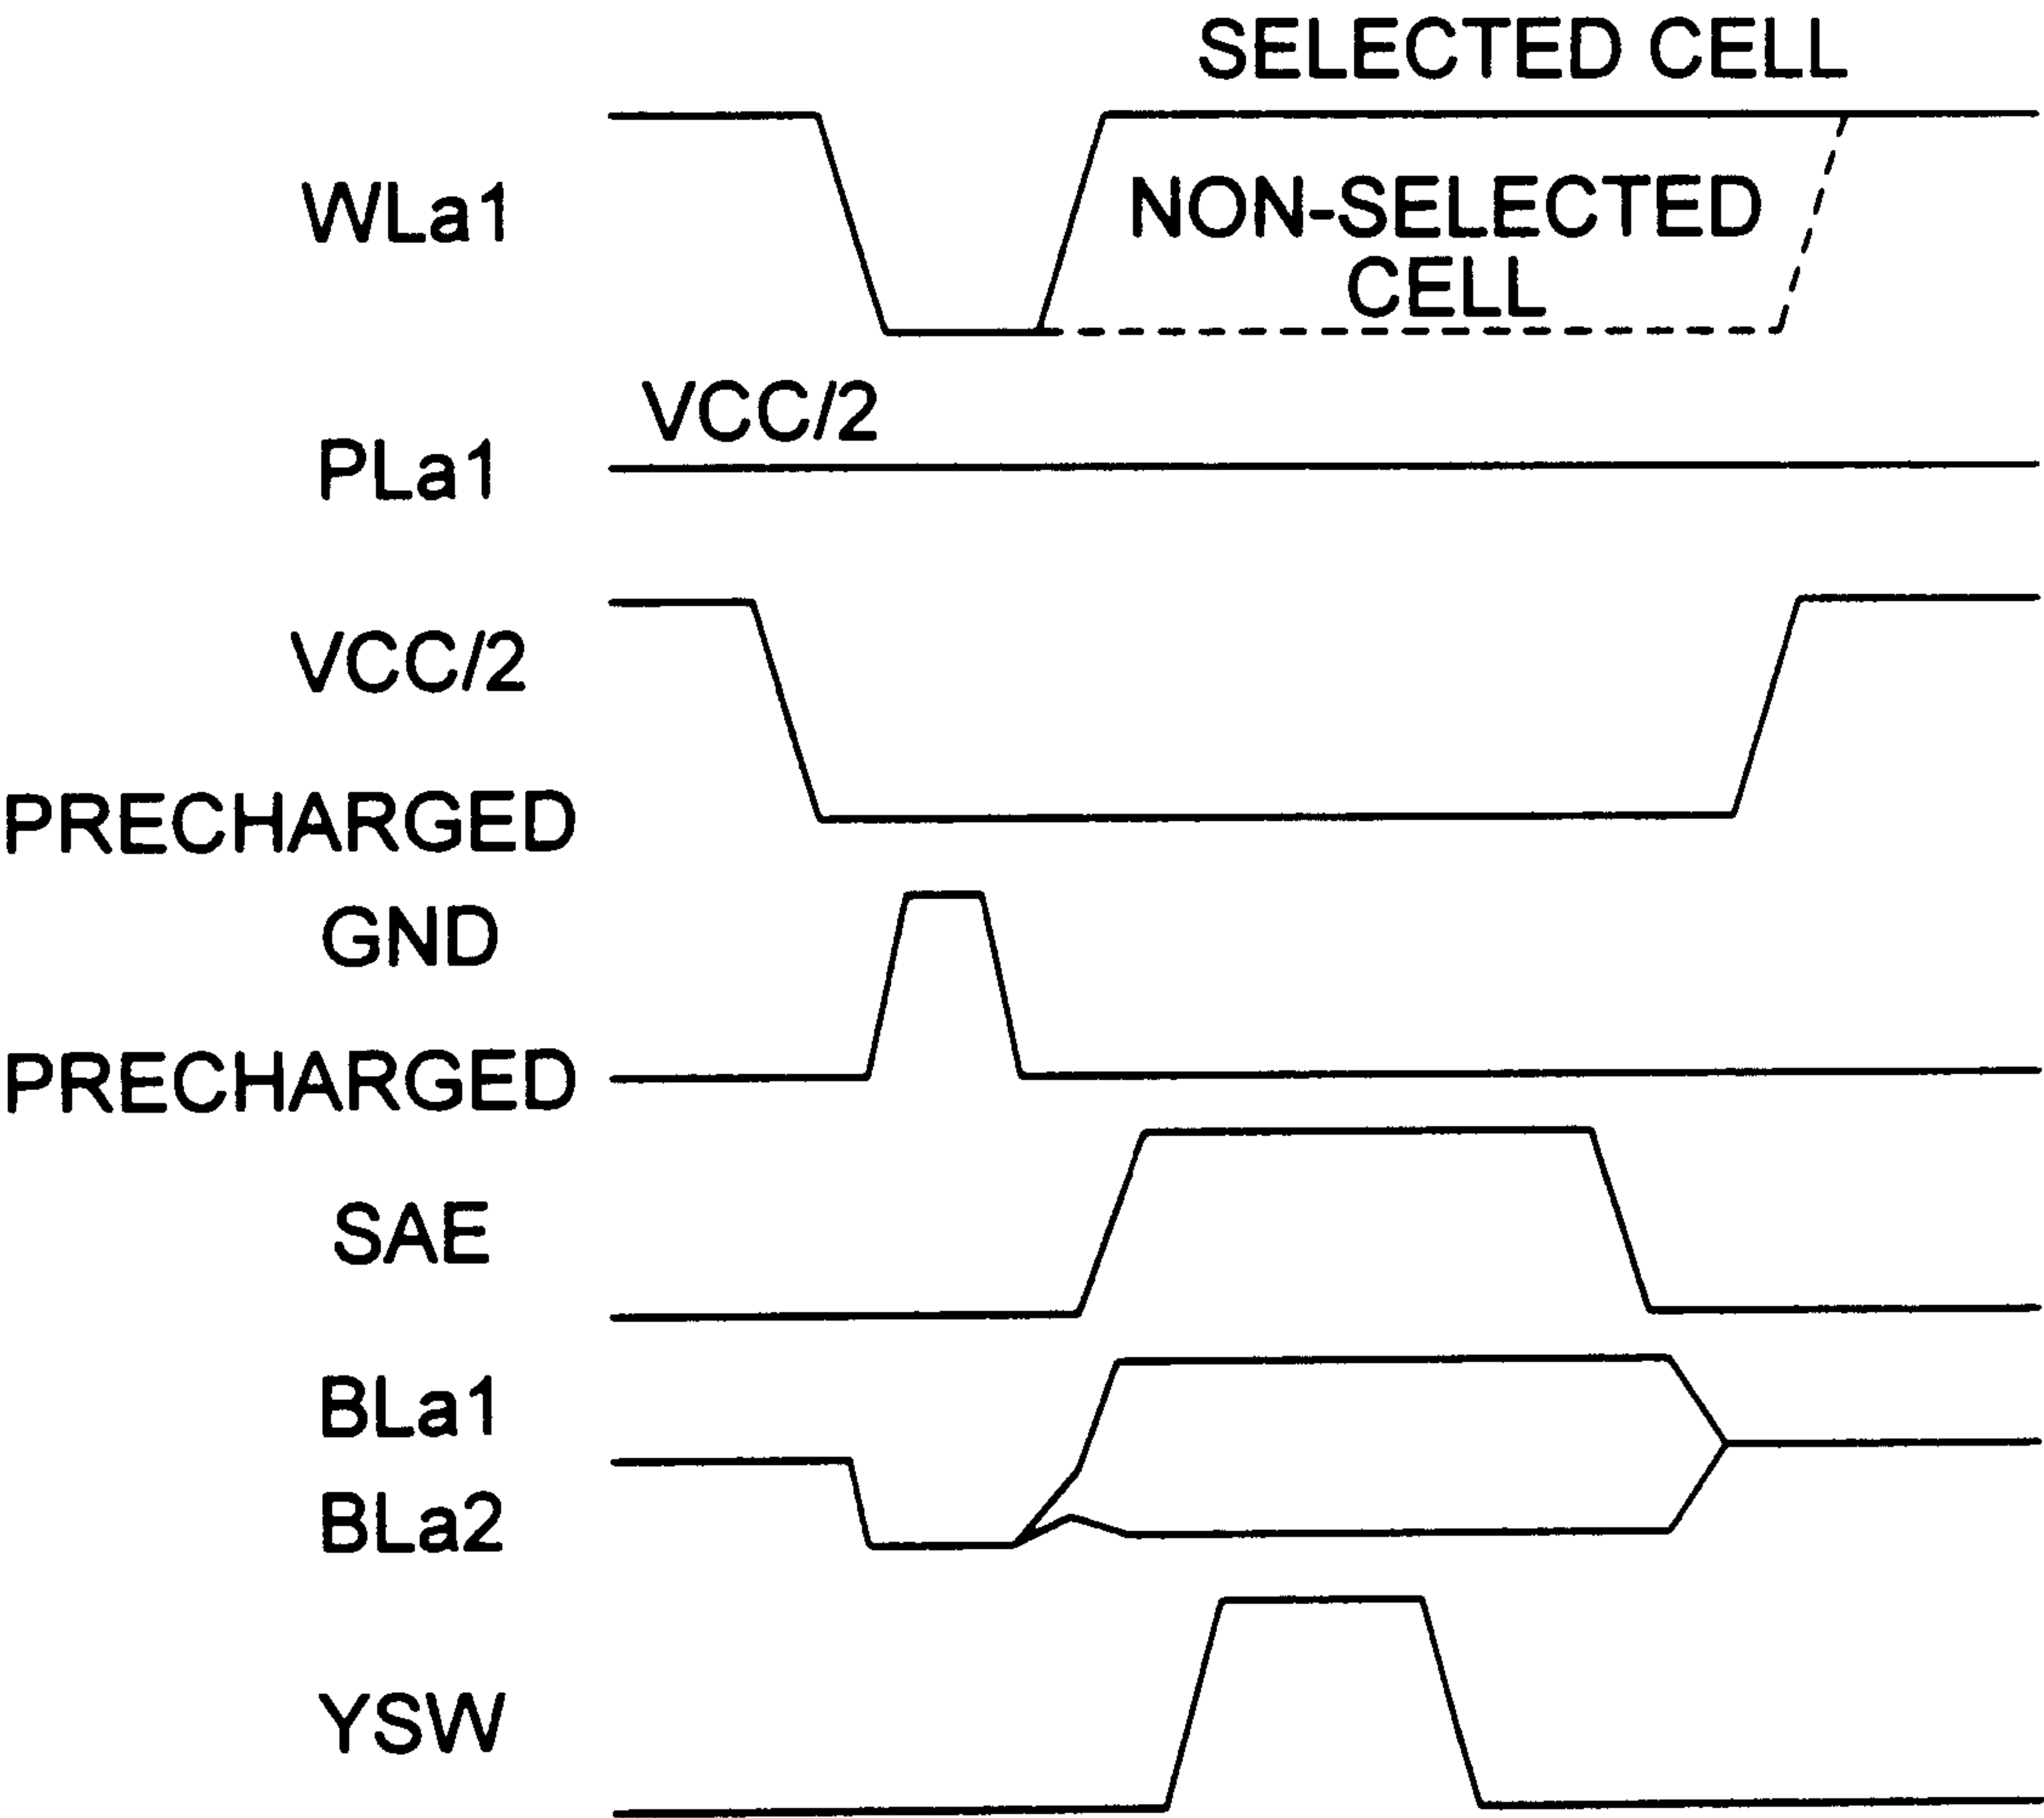 SELECTED CELL
WLa1
NON-SELECTED
CELL
VCC/2
PLa1
VCC/2
PRECHARGED
GND
PRECHARGED
SAE
BLa1
BLa2
YSW